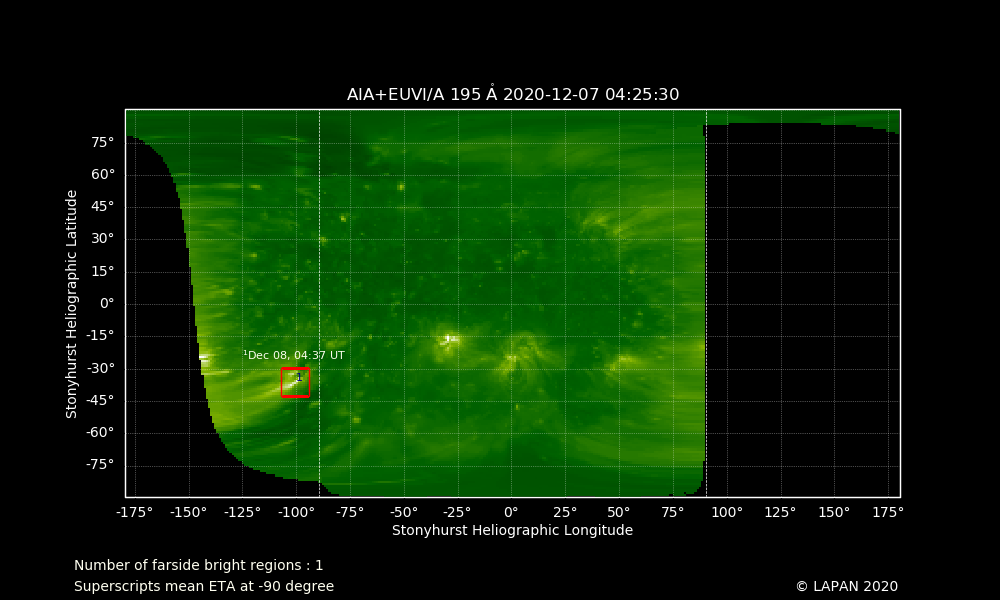 AIA+EUVI/A 195 Å 2020-12-07 04:25:30
75°
60°
45°
30°
15°
0°
-15°
-30°
-45°
-60°
-75°
Stonyhurst Heliographic Latitude
¹Dec 08, 04:37 UT
1
-175° -150° -125° -100° -75° -50° -25° 0° 25° 50° 75° 100° 125° 150° 175°
Stonyhurst Heliographic Longitude
Number of farside bright regions : 1
Superscripts mean ETA at -90 degree
© LAPAN 2020